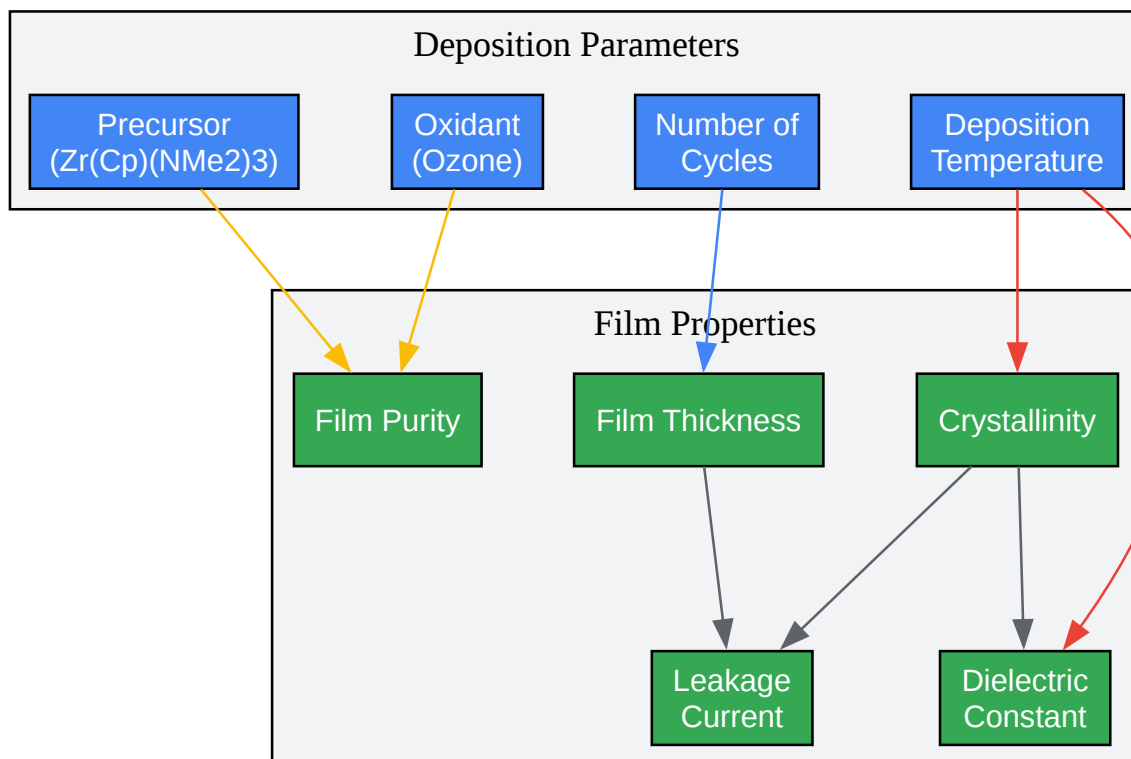 Deposition Parameters
Precursor
(Zr(Cp)(NMe2)3)
Oxidant
(Ozone)
Number of
Cycles
Deposition
Temperature
Film Properties
Film Purity
Film Thickness
Crystallinity
Leakage
Current
Dielectric
Constant